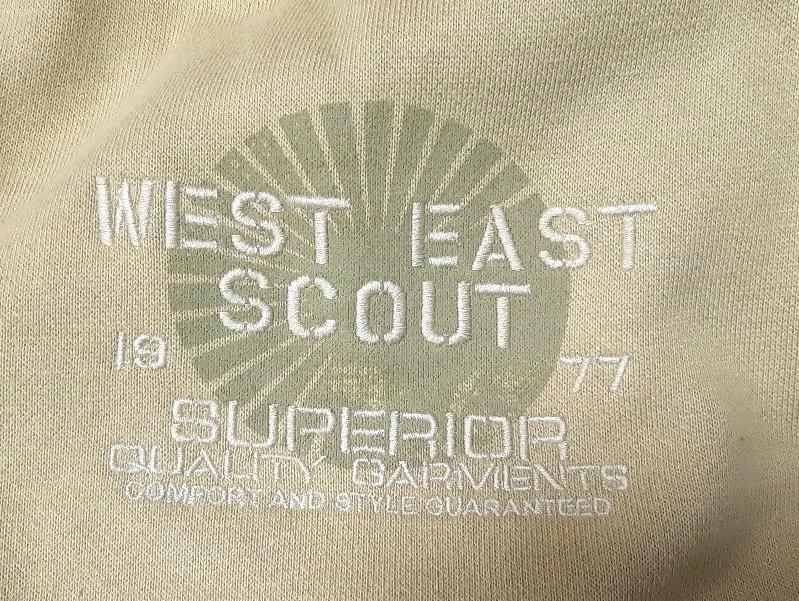 WEST EAST
SCOUT
19 77
SUPERIOR
QUALITY GARMENTS
COMFORT AND STYLE GUARANTEED